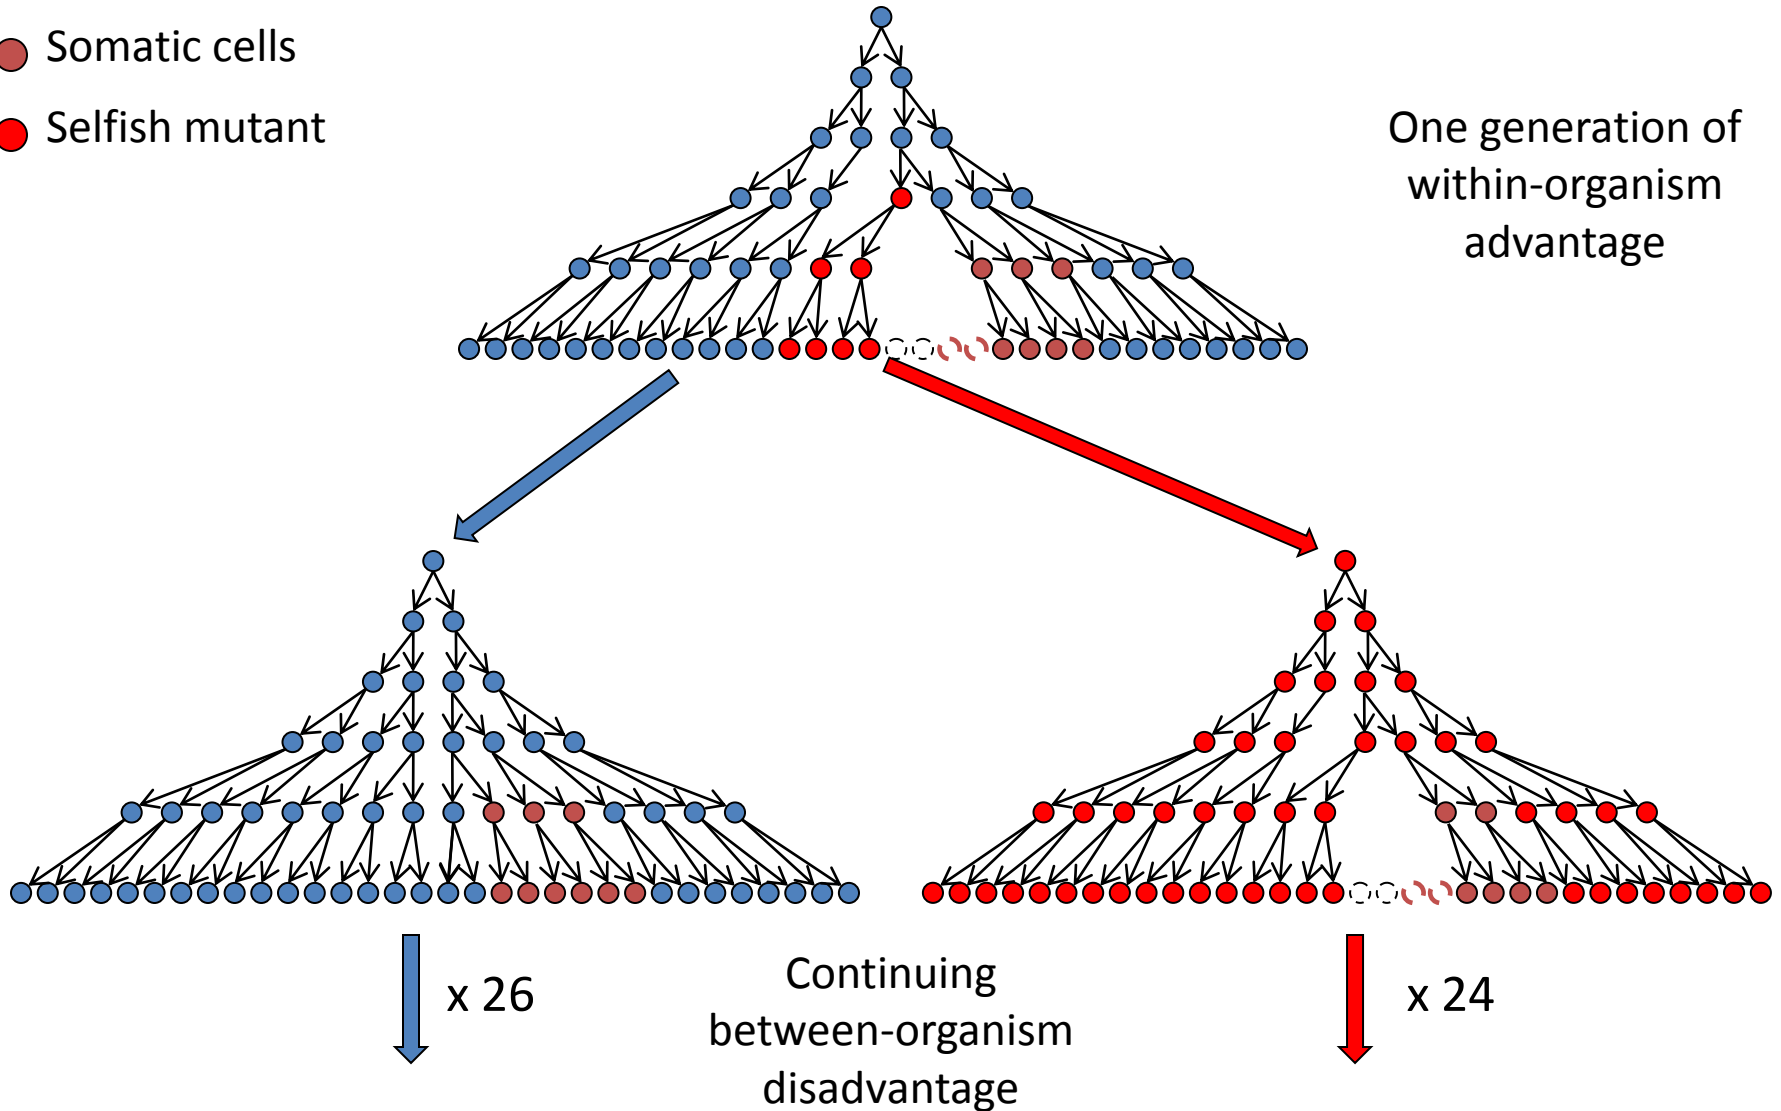 Somatic cells
Selfish mutant
One generation of
within-organism
advantage
x 26
Continuing
between-organism
disadvantage
x 24